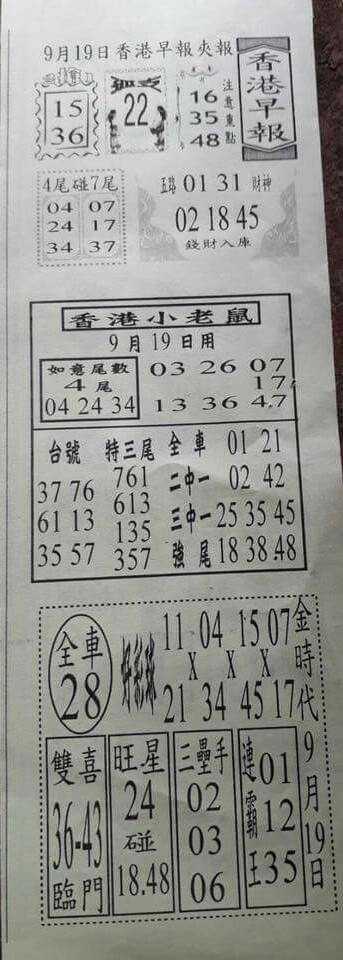 9月19日香港早報夾報
香港早報
15
36
22
16
35
48
注意重點
4尾碰7尾
04 07
24 17
34 37
五路 01 31 財神
02 18 45
錢財入庫
香港小老鼠
9月19日用
如意尾數
4尾
04 24 34
03 26 07
17
13 36 47
台號
37 76
61 13
35 57
特三尾
761
613
135
357
全車 01 21
二中一 02 42
三中一 25 35 45
強尾 18 38.48
金時代
9月19日
全車
28
好彩球
11 04 15 07
X X X
21 34 45 17
雙喜
36-43
臨門
旺星
24
碰
18.48
三壘手
02
03
06
連霸王
01
12
35